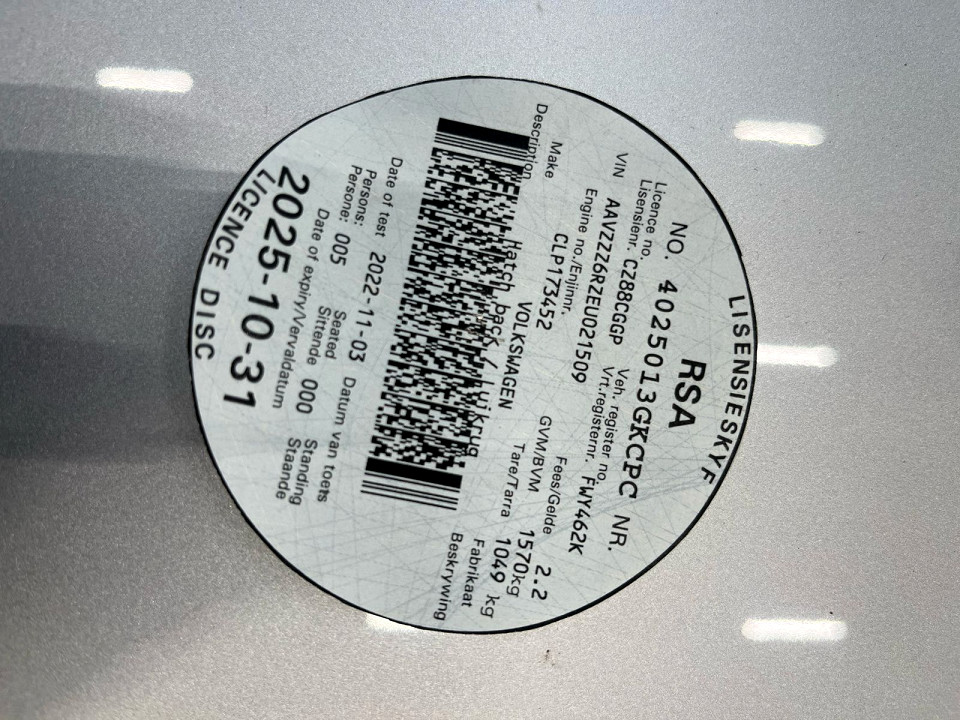 LISENSIESKYF
RSA
NO. 4025013GKCPC NR.
Licence no. Veh. register no.
Lisensienr. CZ88CGGP Vrt.registernr. FWY462K
VIN AAVZZZ6RZEU021509
Engine no./Enjinnr. Fees/Gelde 2.2
CLP173452 GVM/BVM 1570kg
Make VOLKSWAGEN Tare/Tarra 1049 kg
Description Hatch back / Luikrug Fabrikaat
Beskrywing
Date of test 2022-11-03 Datum van toets
Persons: Seated Standing
Persone: 005 Sittende 000 Staande
Date of expiry/Vervaldatum
2025-10-31
LICENCE DISC